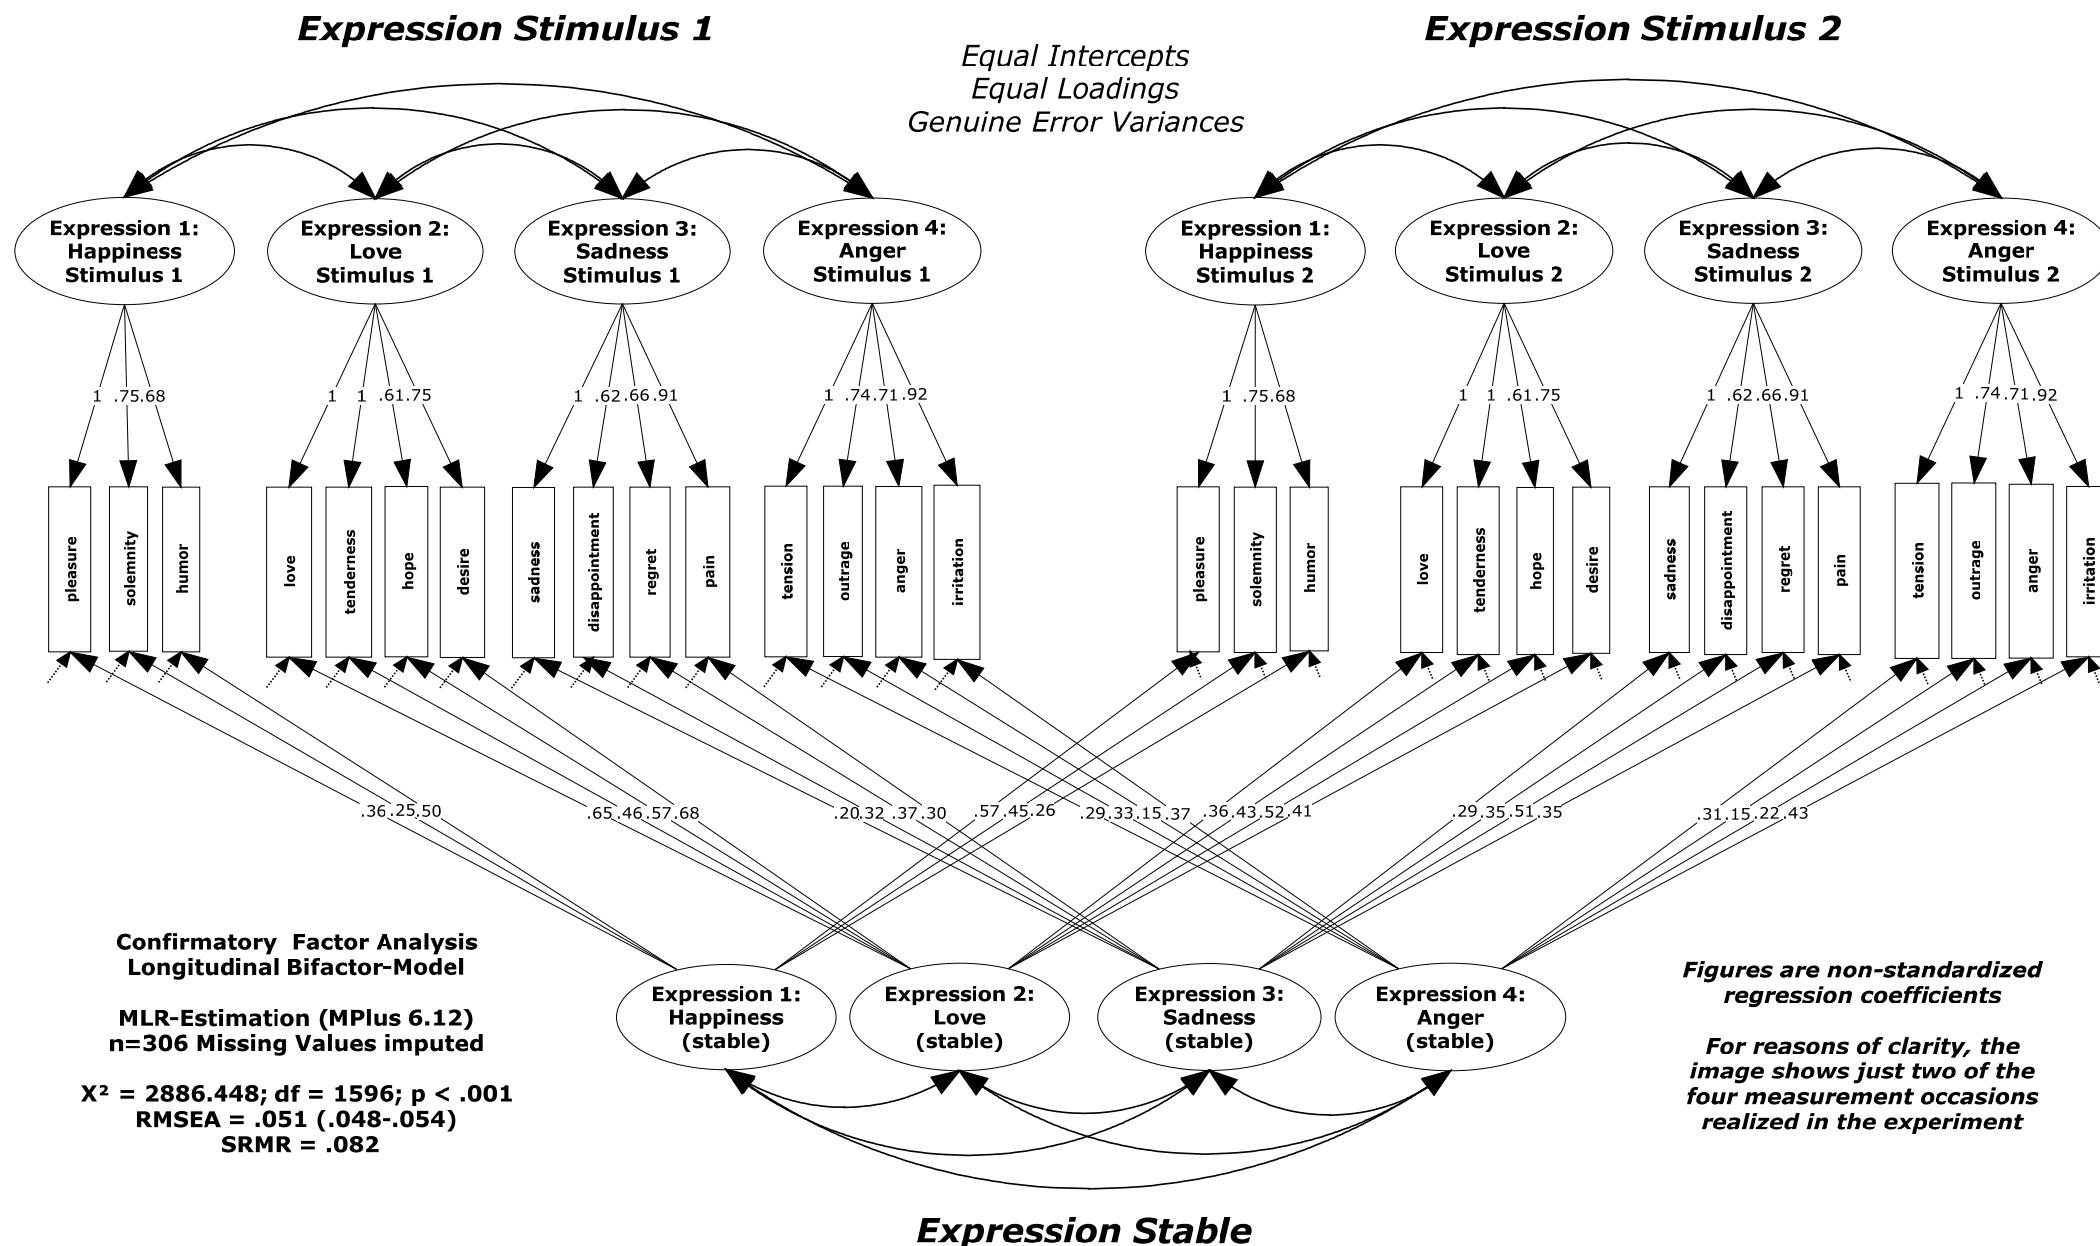 Expression Stimulus 1
Expression Stimulus 2
Equal Intercepts
Equal Loadings
Genuine Error Variances
Expression 1:
Happiness
Stimulus 1
Expression 2:
Love
Stimulus 1
Expression 3:
Sadness
Stimulus 1
Expression 4:
Anger
Stimulus 1
Expression 1:
Happiness
Stimulus 2
Expression 2:
Love
Stimulus 2
Expression 3:
Sadness
Stimulus 2
Expression 4:
Anger
Stimulus 2
1 .75 .68
1 1 .61 .75
1 .62 .66 .91
1 .74 .71 .92
1 .75 .68
1 1 .61 .75
1 .62 .66 .91
1 .74 .71 .92
pleasure
solemnity
humor
love
tenderness
hope
desire
sadness
disappointment
regret
pain
tension
outrage
anger
irritation
pleasure
solemnity
humor
love
tenderness
hope
desire
sadness
disappointment
regret
pain
tension
outrage
anger
irritation
.36 .25 .50
.65 .46 .57 .68
.20 .32 .37 .30
.57 .45 .26
.29 .33 .15 .37
.36 .43 .52 .41
.29 .35 .51 .35
.31 .15 .22 .43
Confirmatory Factor Analysis
Longitudinal Bifactor-Model
MLR-Estimation (MPlus 6.12)
n=306 Missing Values imputed
X² = 2886.448; df = 1596; p < .001
RMSEA = .051 (.048-.054)
SRMR = .082
Expression 1:
Happiness
(stable)
Expression 2:
Love
(stable)
Expression 3:
Sadness
(stable)
Expression 4:
Anger
(stable)
Figures are non-standardized
regression coefficients
For reasons of clarity, the
image shows just two of the
four measurement occasions
realized in the experiment
Expression Stable